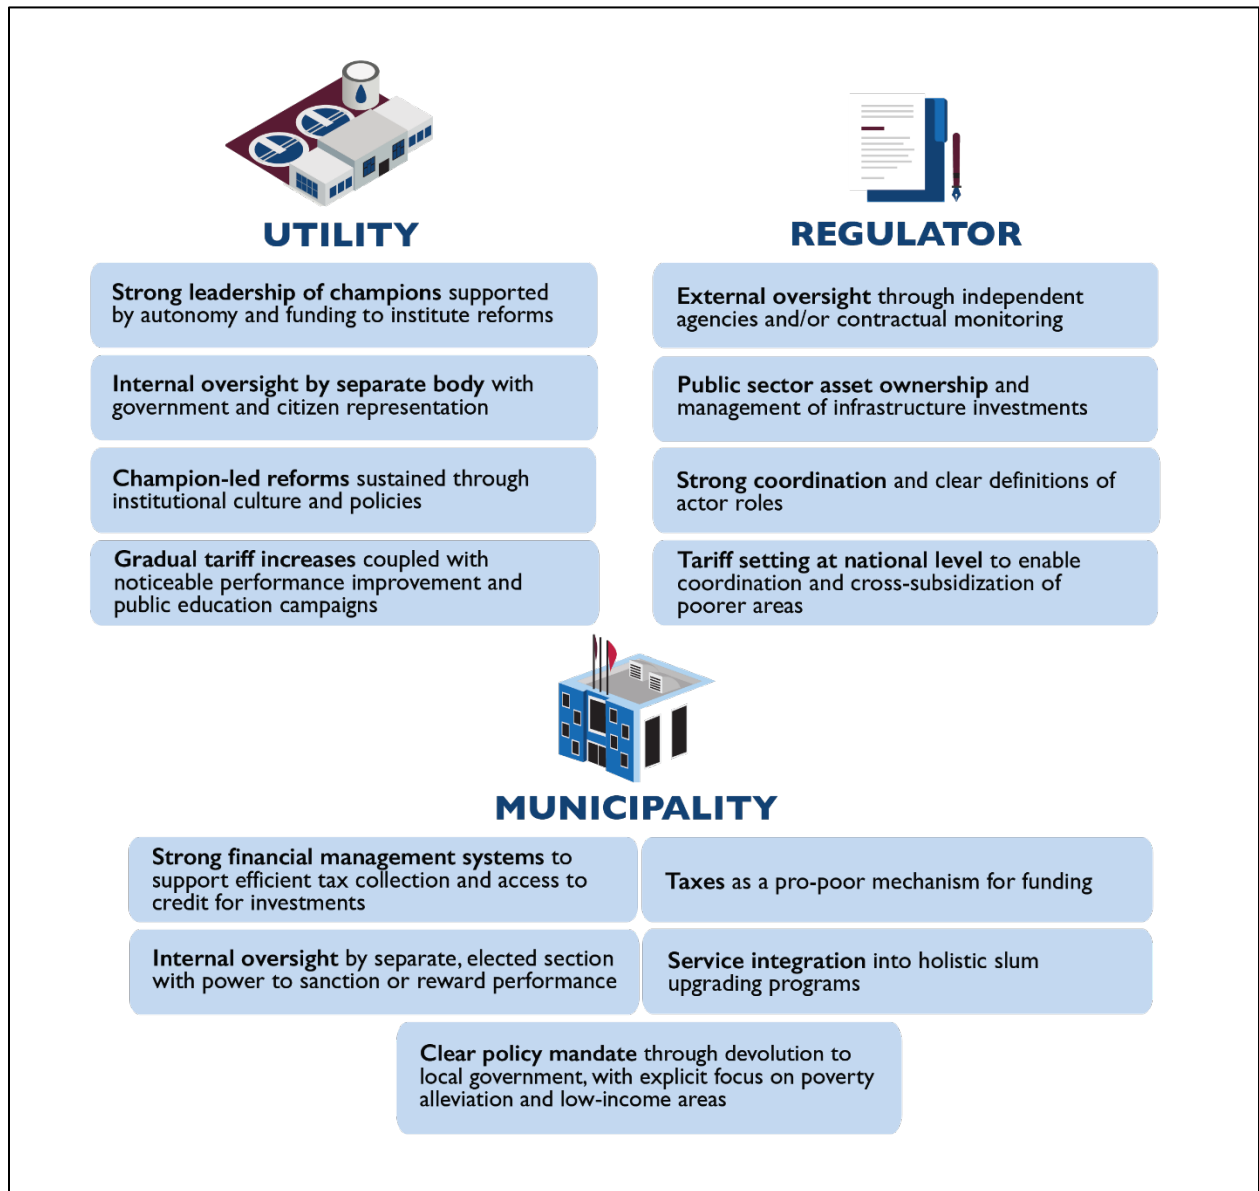 UTILITY
Strong leadership of champions supported
by autonomy and funding to institute reforms
Internal oversight by separate body with
government and citizen representation
Champion-led reforms sustained through
institutional culture and policies
Gradual tariff increases coupled with
noticeable performance improvement and
public education campaigns
REGULATOR
External oversight through independent
agencies and/or contractual monitoring
Public sector asset ownership and
management of infrastructure investments
Strong coordination and clear definitions of
actor roles
Tariff setting at national level to enable
coordination and cross-subsidization of
poorer areas
MUNICIPALITY
Strong financial management systems to
support efficient tax collection and access to
credit for investments
Taxes as a pro-poor mechanism for funding
Internal oversight by separate, elected section
with power to sanction or reward performance
Service integration into holistic slum
upgrading programs
Clear policy mandate through devolution to
local government, with explicit focus on poverty
alleviation and low-income areas